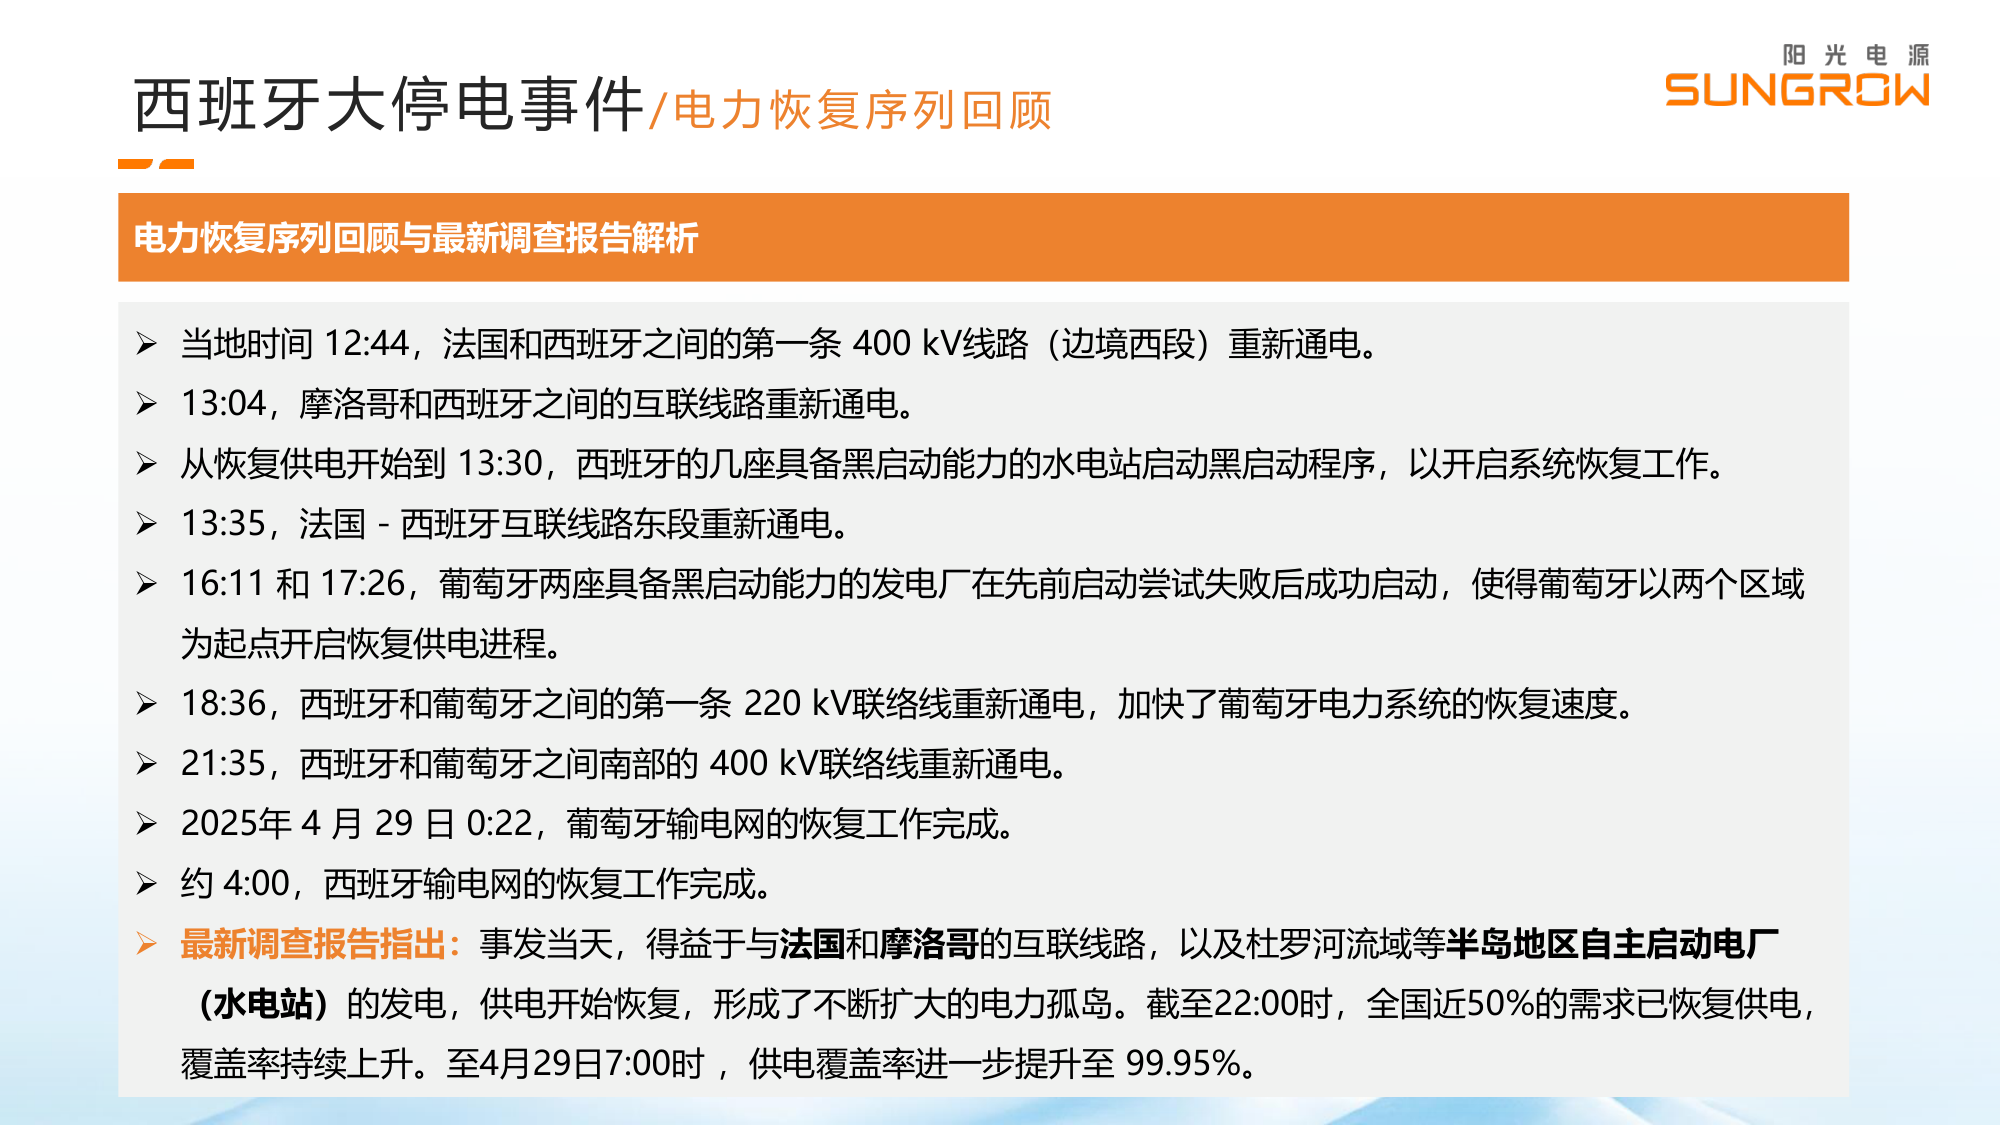 阳光电源
SUNGROW
西班牙大停电事件/电力恢复序列回顾
电力恢复序列回顾与最新调查报告解析
➢ 当地时间 12:44，法国和西班牙之间的第一条 400 kV线路（边境西段）重新通电。
➢ 13:04，摩洛哥和西班牙之间的互联线路重新通电。
➢ 从恢复供电开始到 13:30，西班牙的几座具备黑启动能力的水电站启动黑启动程序，以开启系统恢复工作。
➢ 13:35，法国 - 西班牙互联线路东段重新通电。
➢ 16:11 和 17:26，葡萄牙两座具备黑启动能力的发电厂在先前启动尝试失败后成功启动，使得葡萄牙以两个区域
为起点开启恢复供电进程。
➢ 18:36，西班牙和葡萄牙之间的第一条 220 kV联络线重新通电，加快了葡萄牙电力系统的恢复速度。
➢ 21:35，西班牙和葡萄牙之间南部的 400 kV联络线重新通电。
➢ 2025年 4 月 29 日 0:22，葡萄牙输电网的恢复工作完成。
➢ 约 4:00，西班牙输电网的恢复工作完成。
➢ 最新调查报告指出：事发当天，得益于与法国和摩洛哥的互联线路，以及杜罗河流域等半岛地区自主启动电厂
（水电站）的发电，供电开始恢复，形成了不断扩大的电力孤岛。截至22:00时，全国近50%的需求已恢复供电，
覆盖率持续上升。至4月29日7:00时 ，供电覆盖率进一步提升至 99.95%。